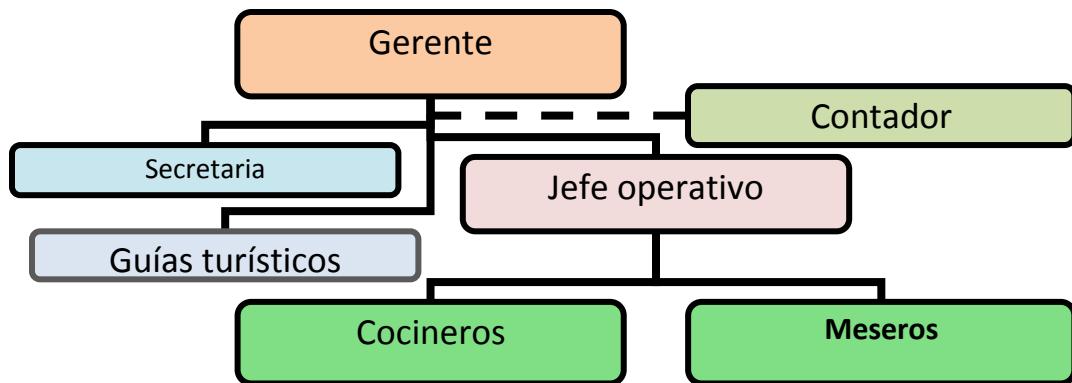 Gerente
Contador
Secretaria
Jefe operativo
Guías turísticos
Cocineros
Meseros